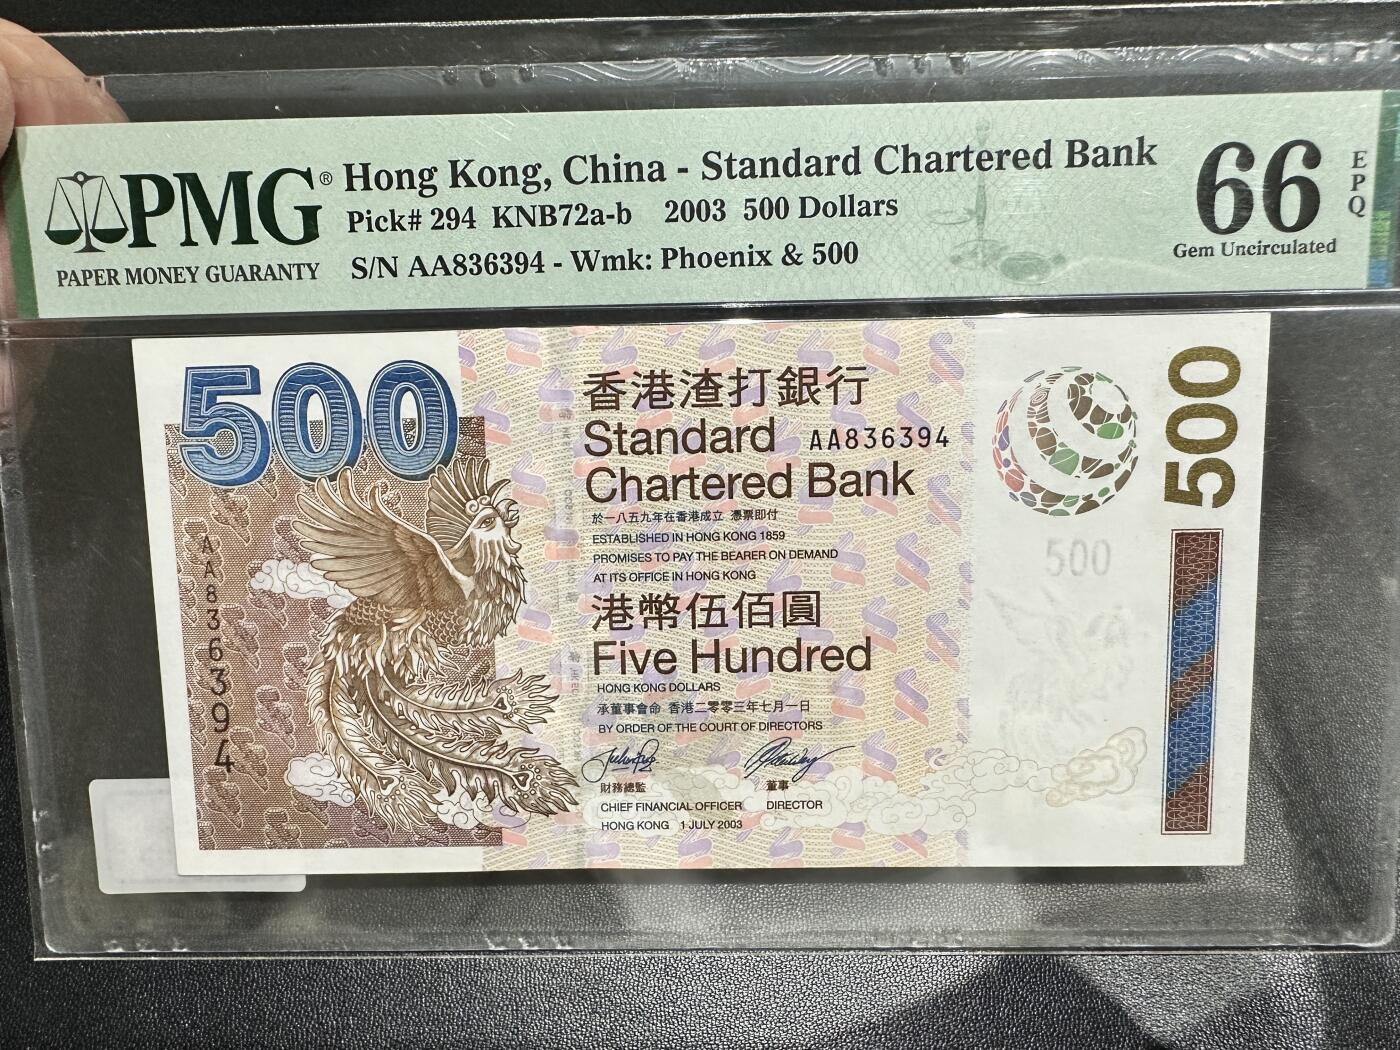 PMG® Hong Kong, China - Standard Chartered Bank
Pick# 294 KNB72a-b 2003 500 Dollars
S/N AA836394 - Wmk: Phoenix & 500
PAPER MONEY GUARANTY
66 EPQ
Gem Uncirculated
500
AA836394
香港渣打銀行
Standard AA836394
Chartered Bank
於一八五九年在香港成立 憑票即付
ESTABLISHED IN HONG KONG 1859
PROMISES TO PAY THE BEARER ON DEMAND
AT ITS OFFICE IN HONG KONG
港幣伍佰圓
Five Hundred
HONG KONG DOLLARS
承董事會命 香港二零零三年七月一日
BY ORDER OF THE COURT OF DIRECTORS
財務總監 董事
CHIEF FINANCIAL OFFICER DIRECTOR
HONG KONG 1 JULY 2003
500
500